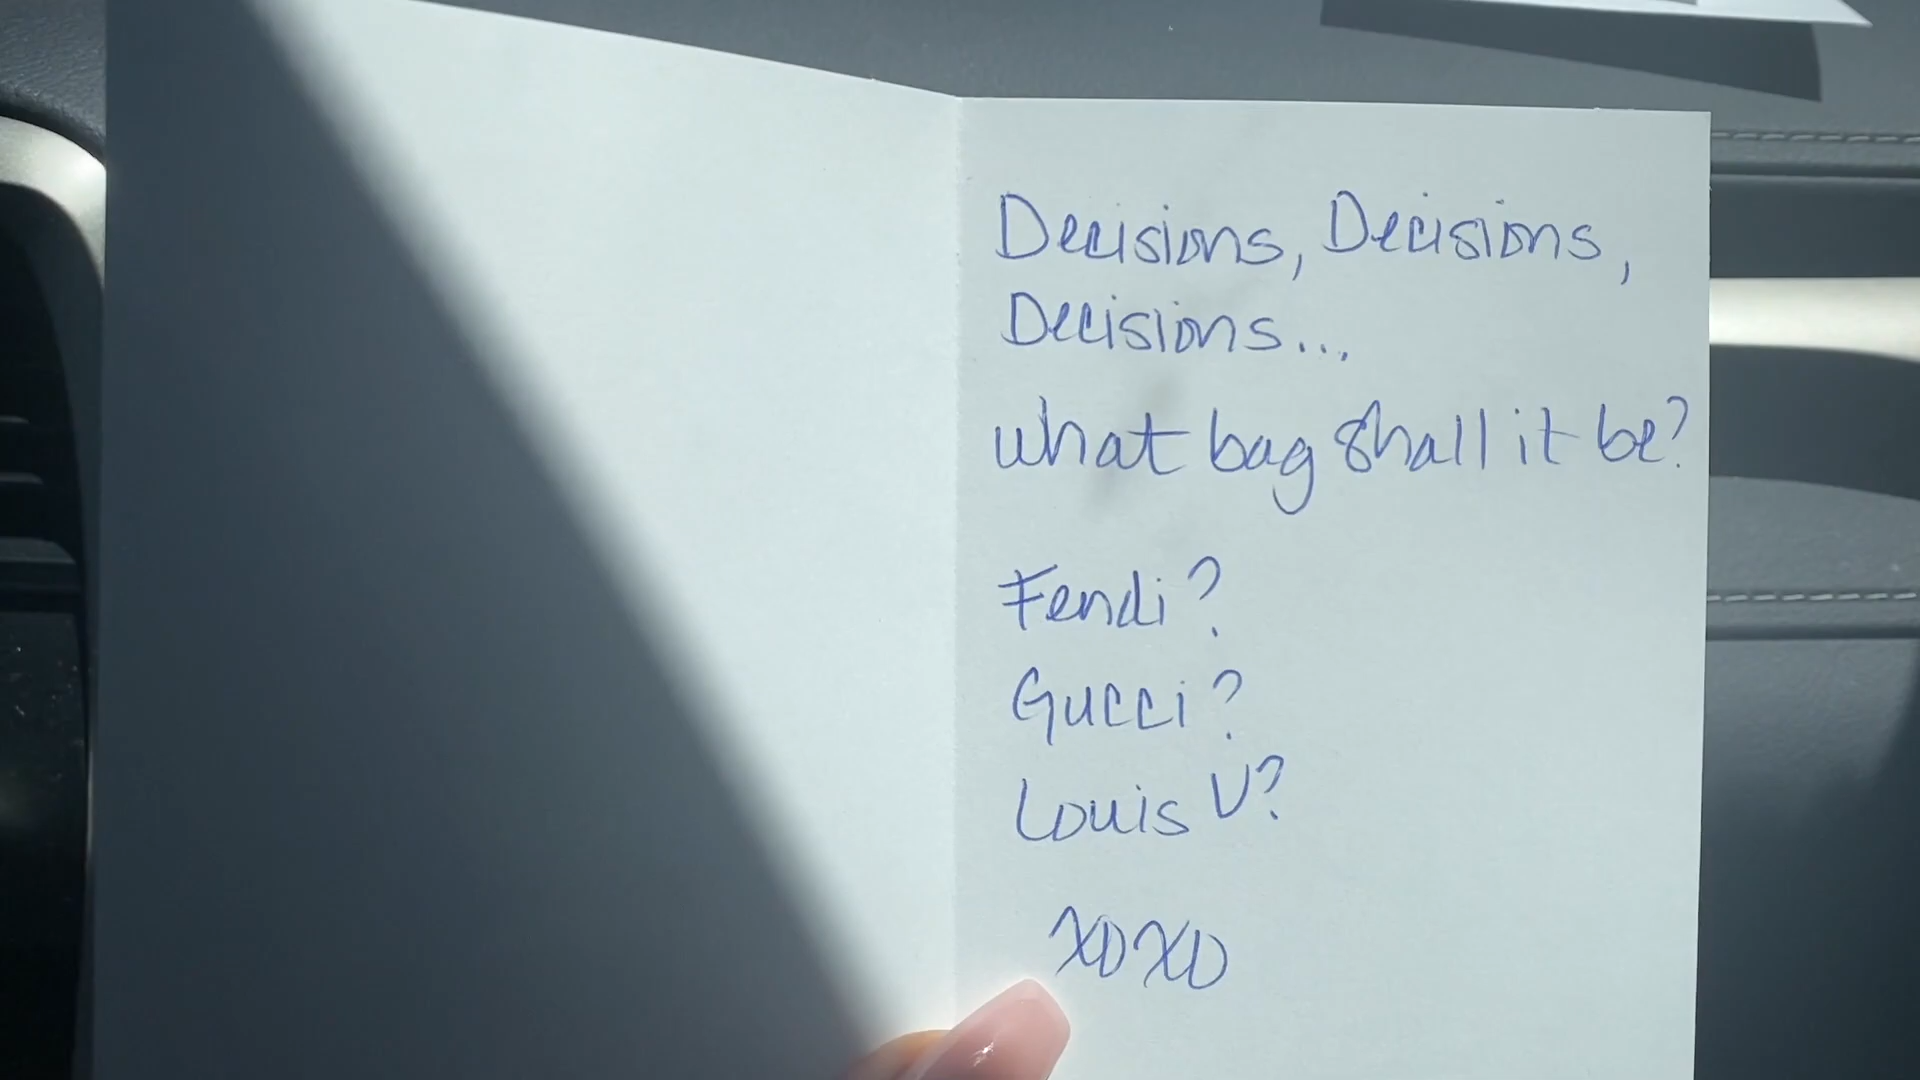 Decisions, Decisions,
Decisions...
what bag shall it be?
Fendi?
Gucci?
Louis V?
XOXO